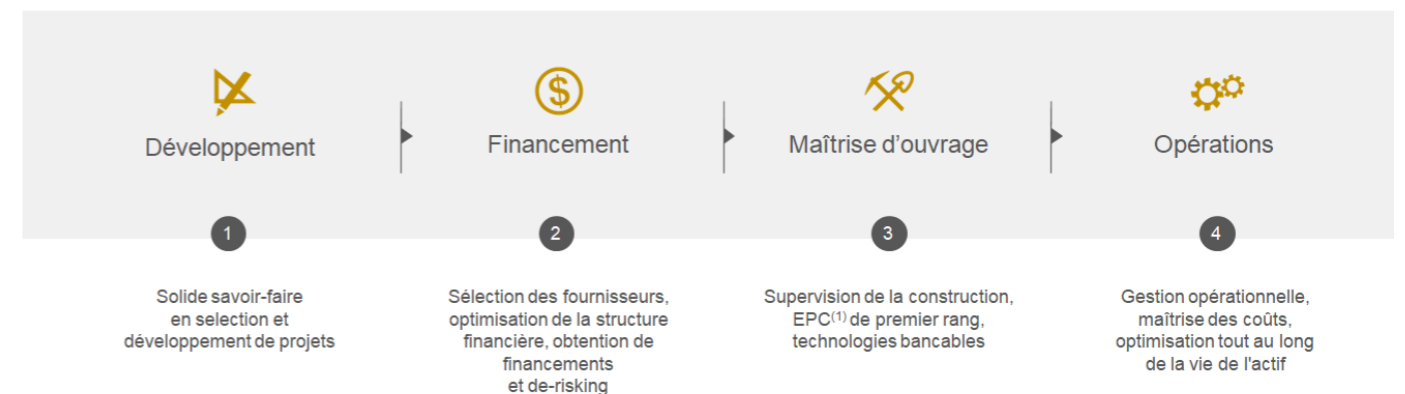 Développement
Financement
Maîtrise d'ouvrage
Opérations
1
2
3
4
Solide savoir-faire
en selection et
développement de projets
Sélection des fournisseurs,
optimisation de la structure
financière, obtention de
financements
et de-risking
Supervision de la construction,
EPC(1) de premier rang,
technologies bancables
Gestion opérationnelle,
maîtrise des coûts,
optimisation tout au long
de la vie de l'actif